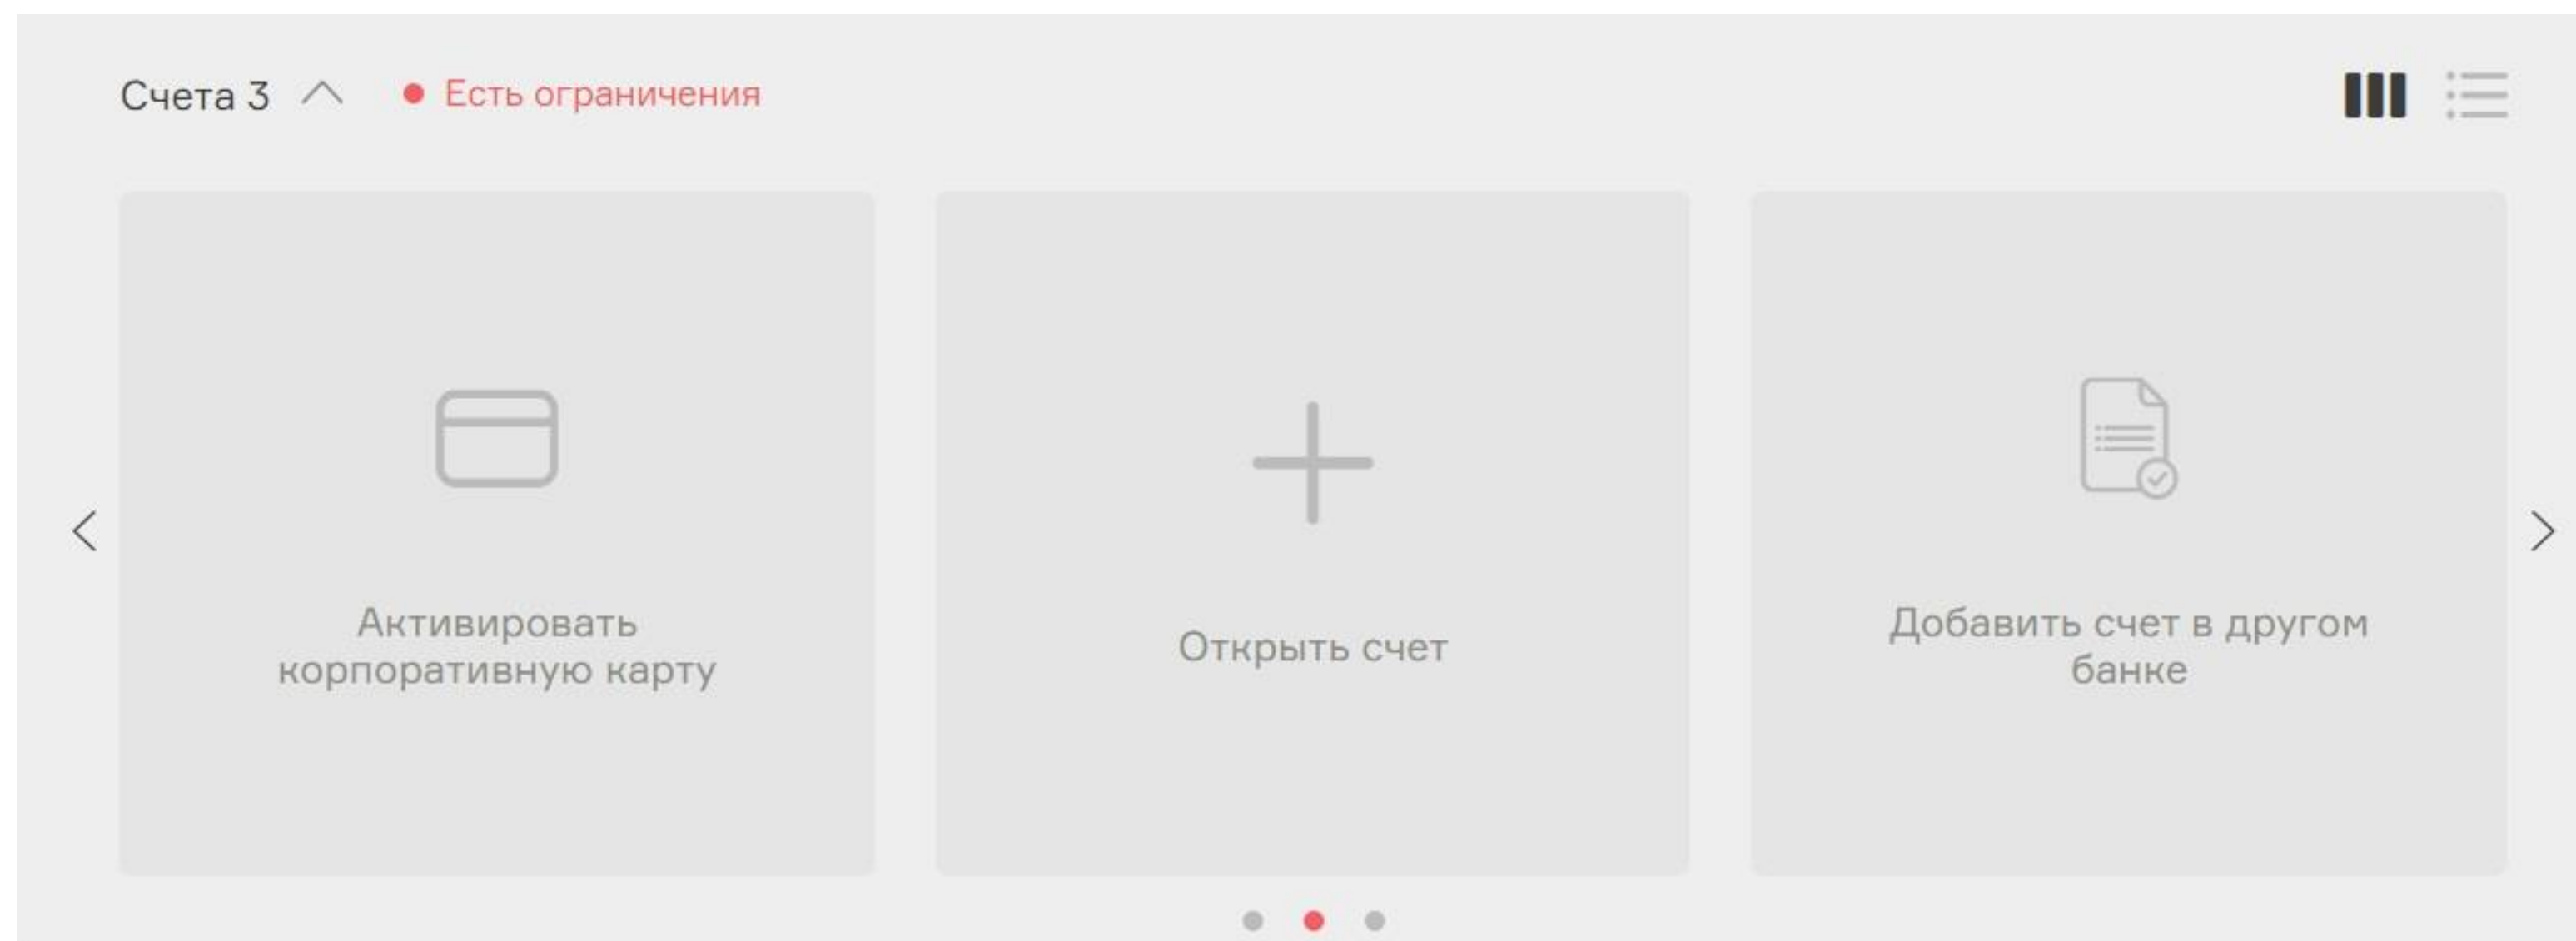 Счета 3
Есть ограничения
Активировать
корпоративную карту
Открыть счет
Добавить счет в другом
банке